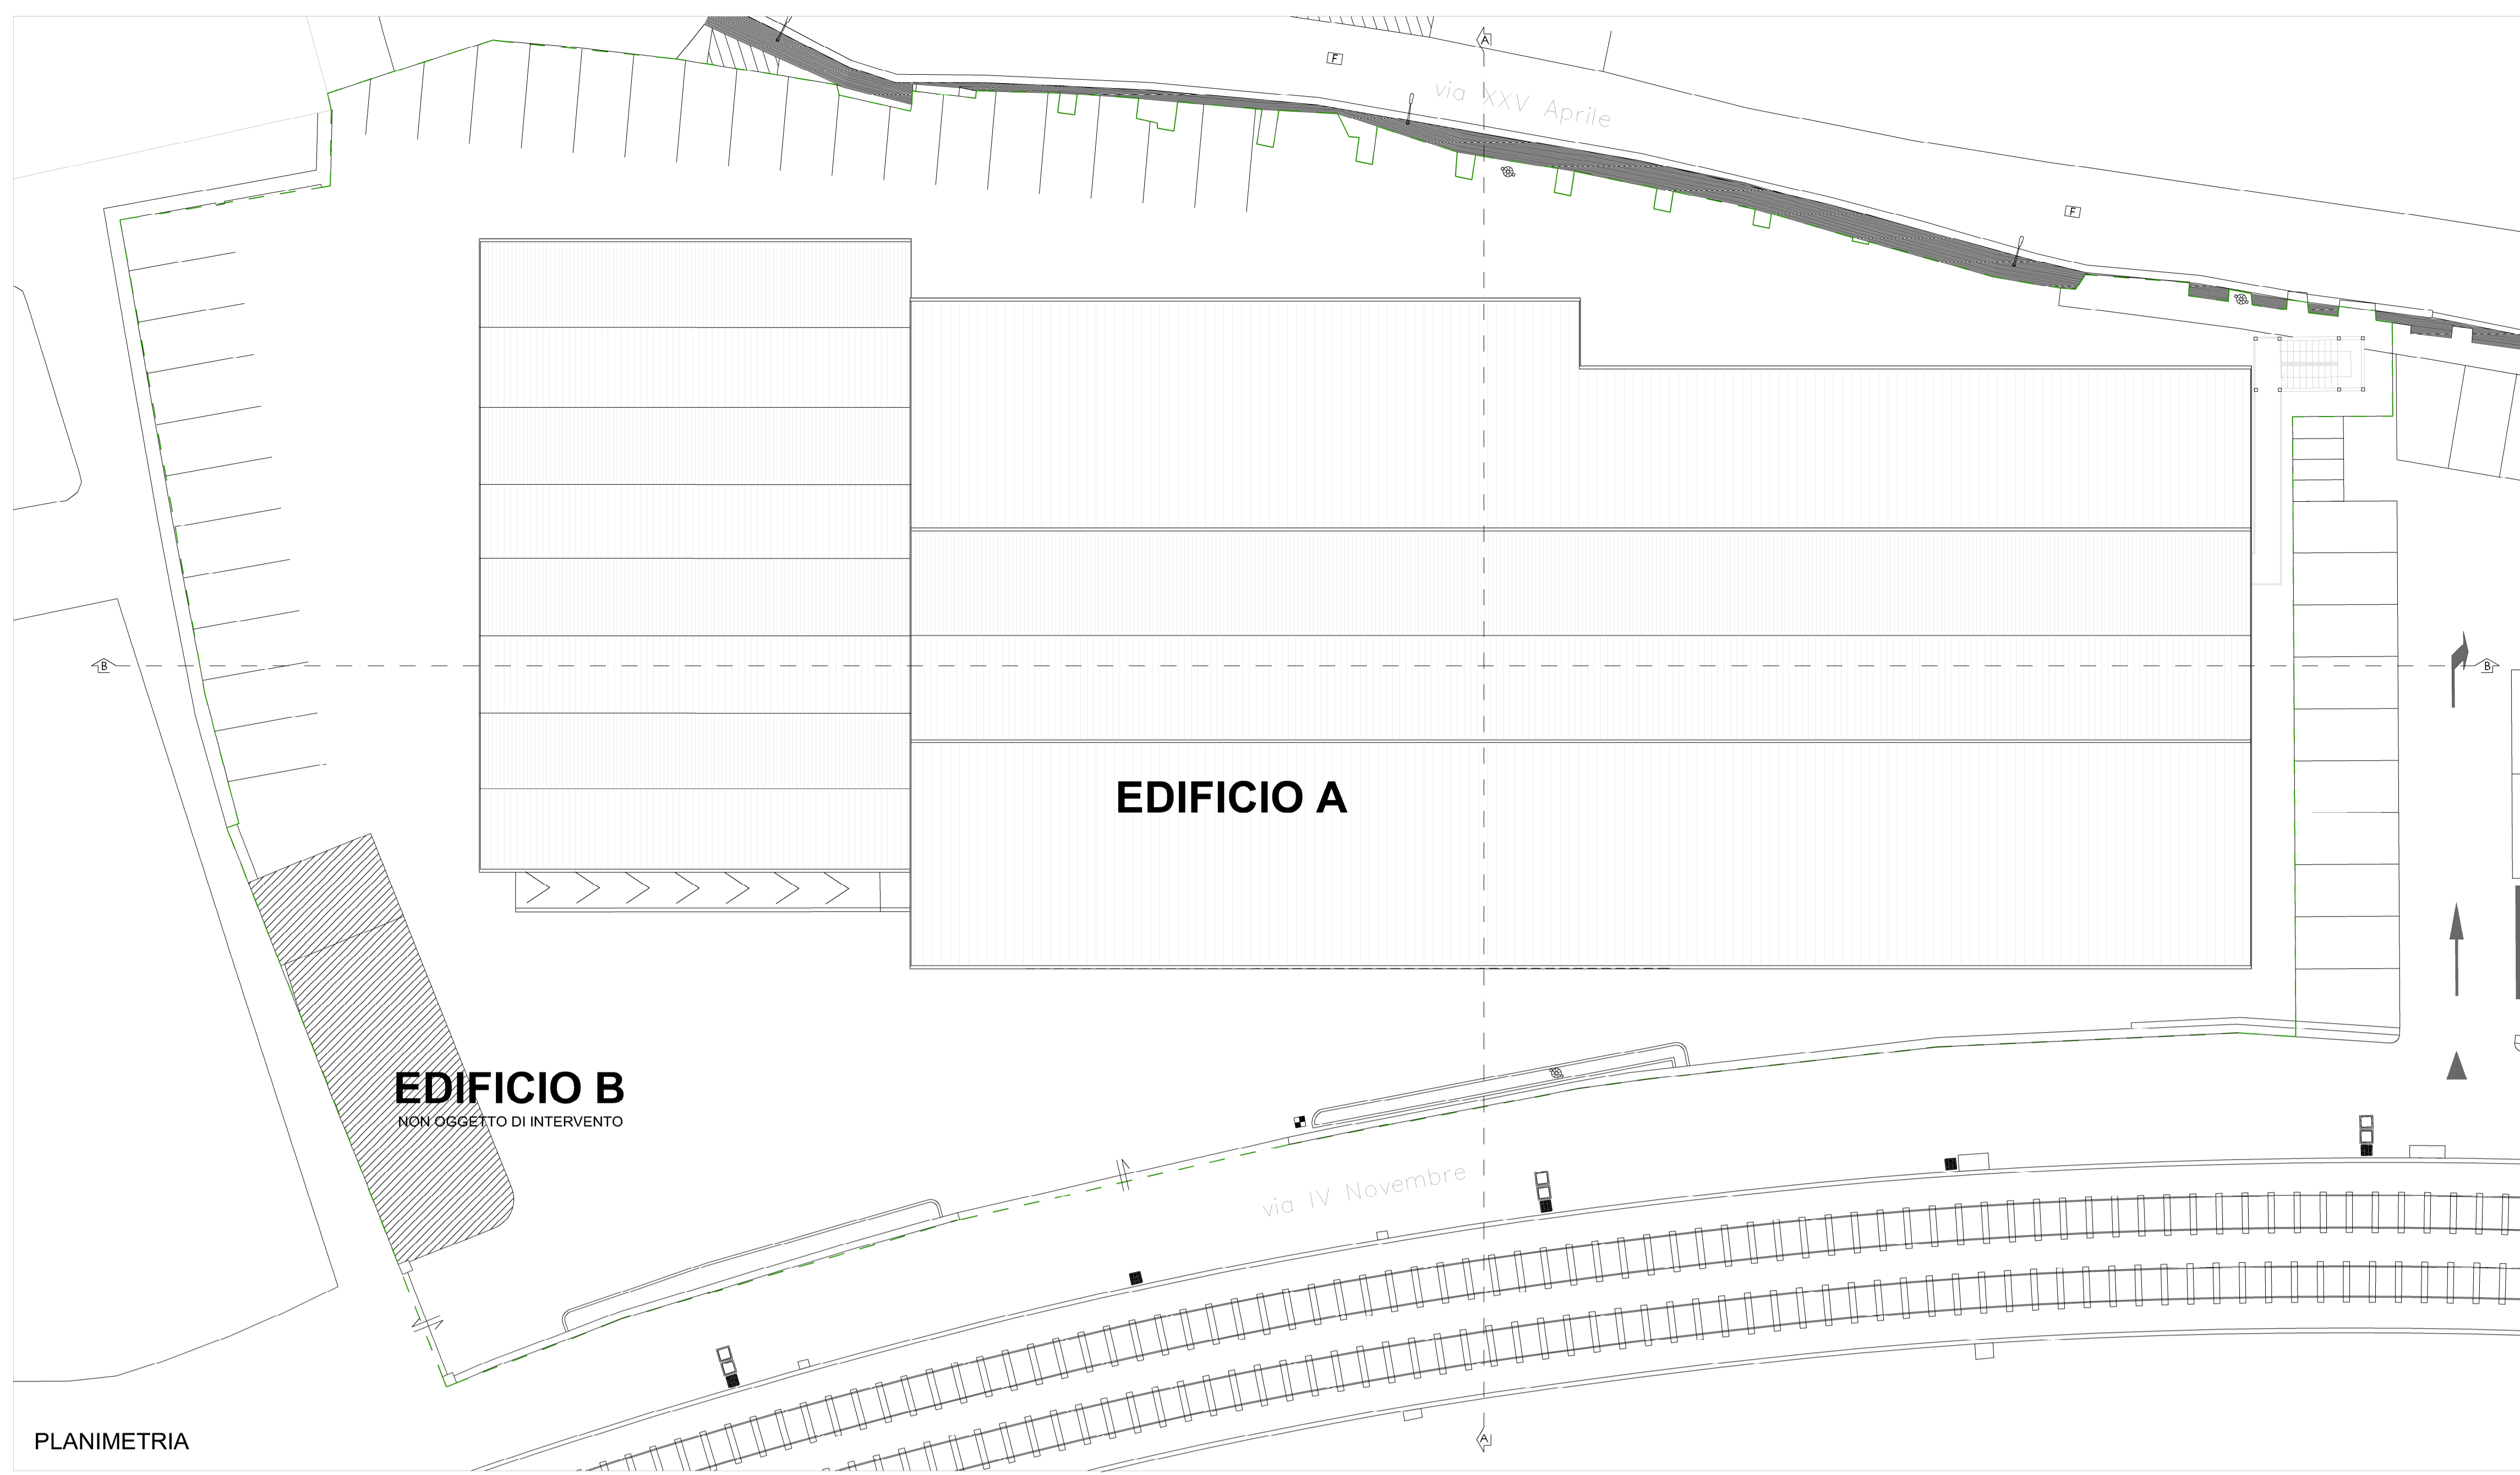 A
F
via XXV Aprile
F
B
B
EDIFICIO A
EDIFICIO B
NON OGGETTO DI INTERVENTO
via IV Novembre
PLANIMETRIA
A